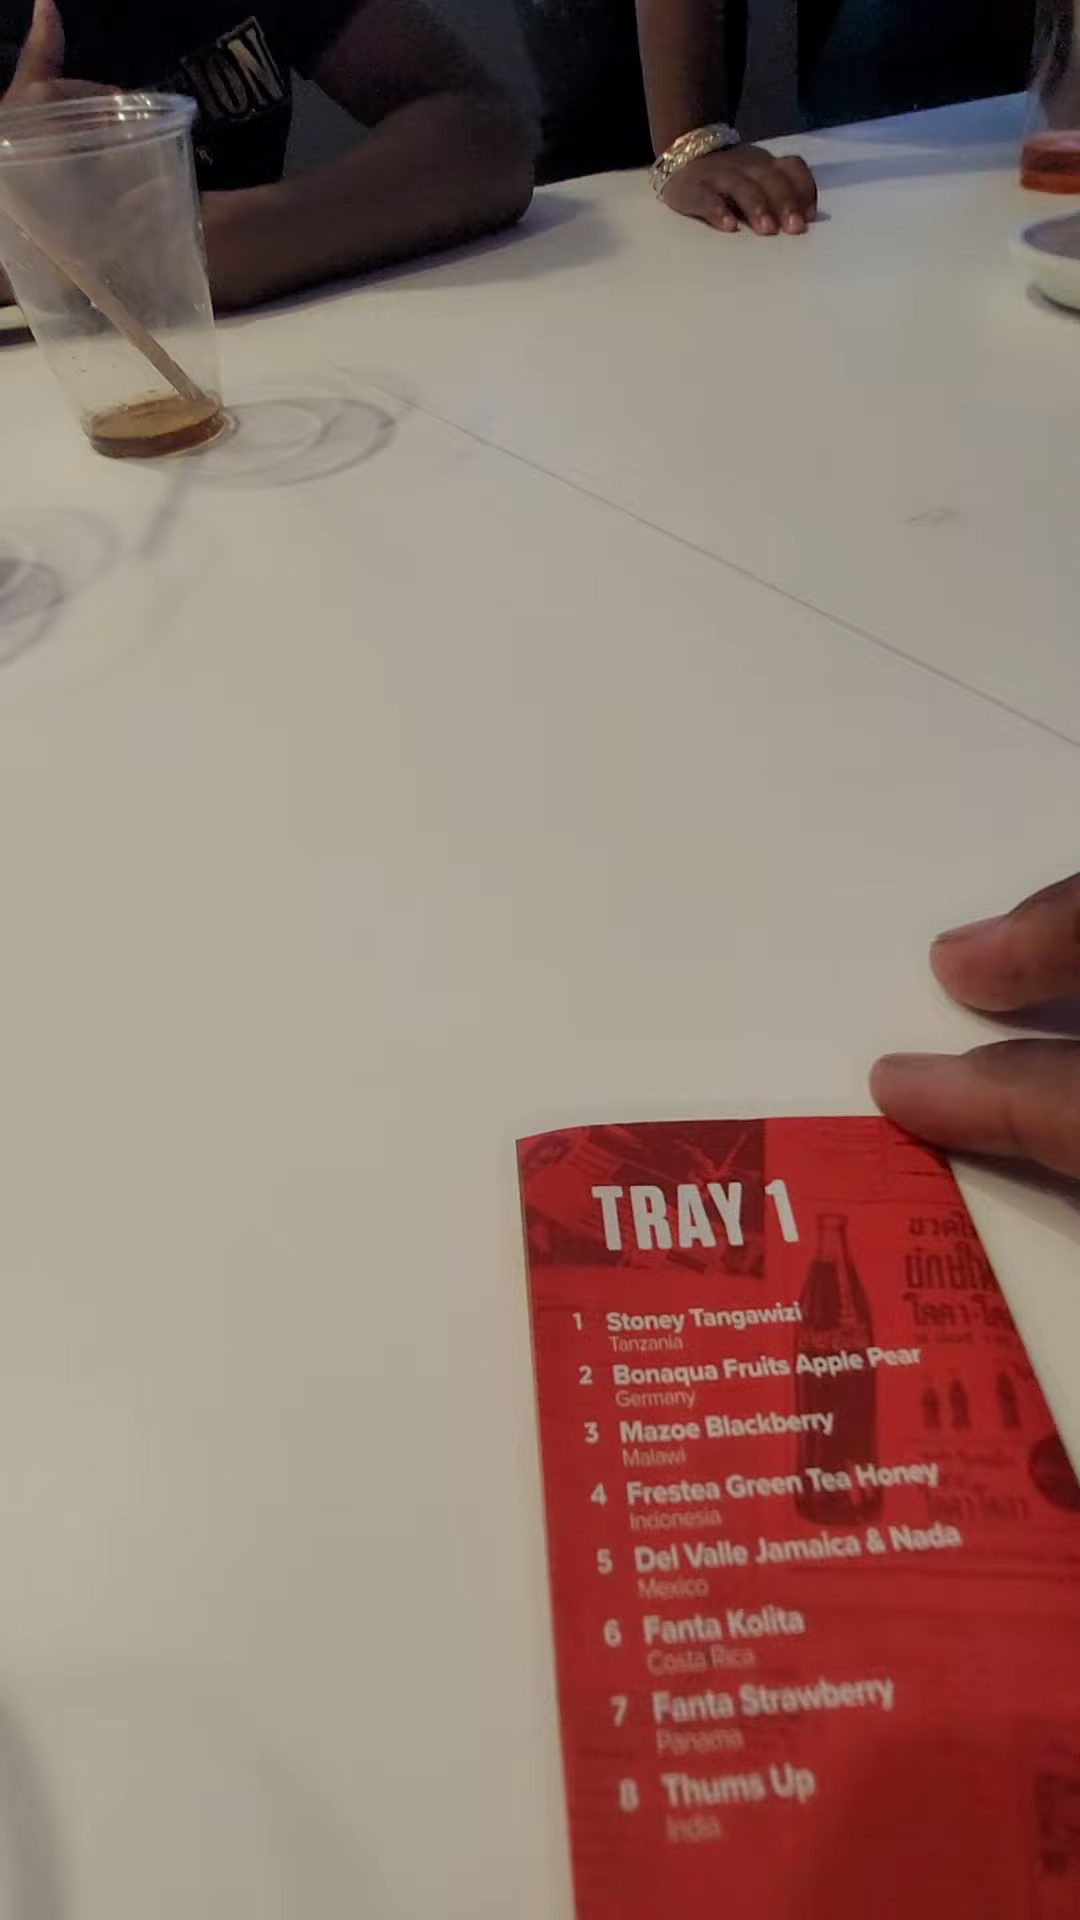 ION
TRAY 1
1 Stoney Tangawizi
Tanzania
2 Bonaqua Fruits Apple Pear
Germany
3 Mazoe Blackberry
Malawi
4 Frestea Green Tea Honey
Indonesia
5 Del Valle Jamaica & Nada
Mexico
6 Fanta Kolita
Costa Rica
7 Fanta Strawberry
Panama
8 Thums Up
India